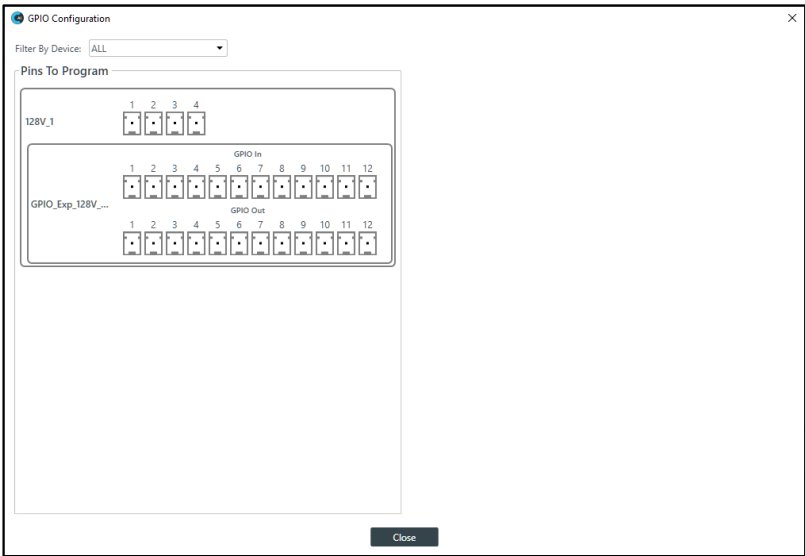 GPIO Configuration
Filter By Device: ALL
Pins To Program
1 2 3 4
128V_1
GPIO In
1 2 3 4 5 6 7 8 9 10 11 12
GPIO_Exp_128V_...
GPIO Out
1 2 3 4 5 6 7 8 9 10 11 12
Close